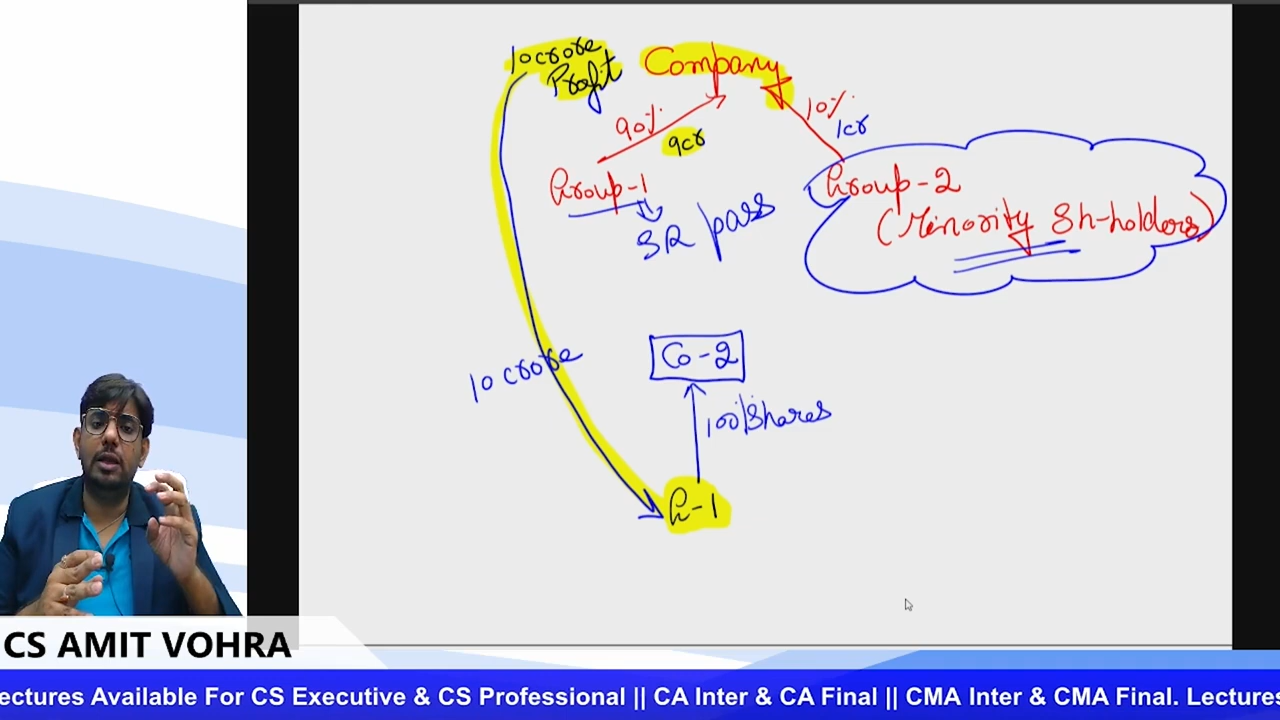 10 crore
Profit
Company
90%
9cr
10%
1cr
Group-1
SR pass
Group-2
(Minority Sh-holders)
10 crore
Co-2
100% Shares
G-1
CS AMIT VOHRA
ectures Available For CS Executive & CS Professional || CA Inter & CA Final || CMA Inter & CMA Final. Lectures